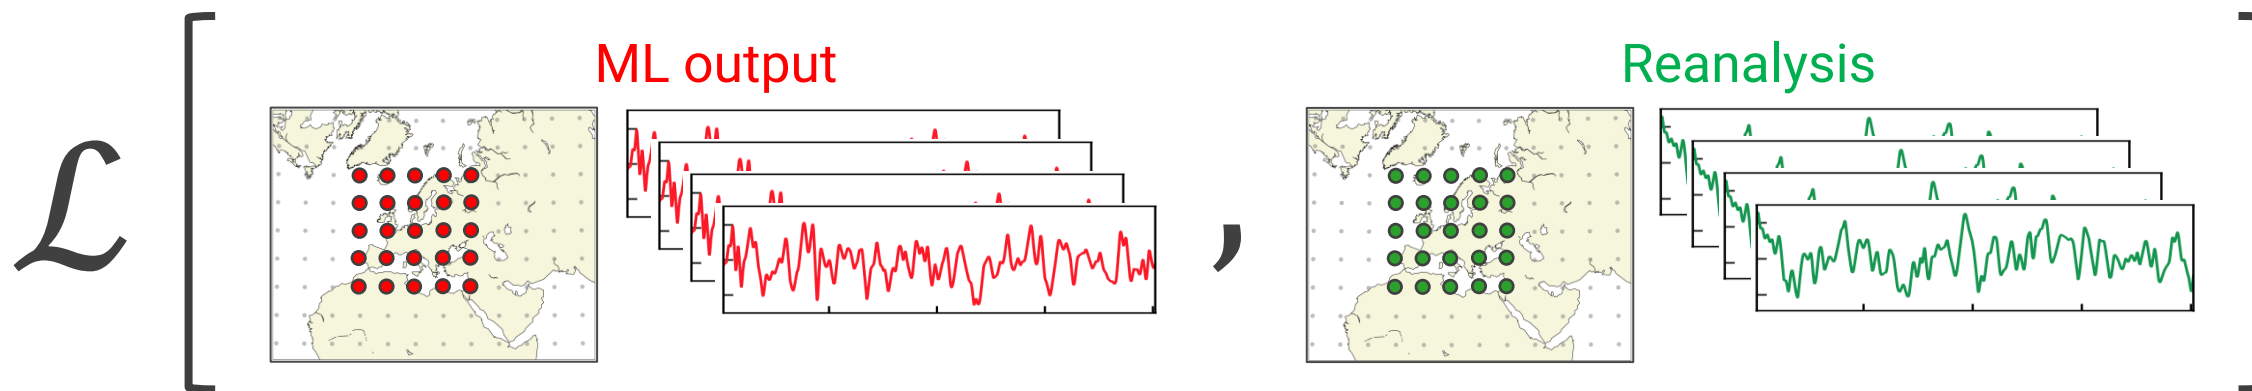 ℒ [ ML output , Reanalysis ]